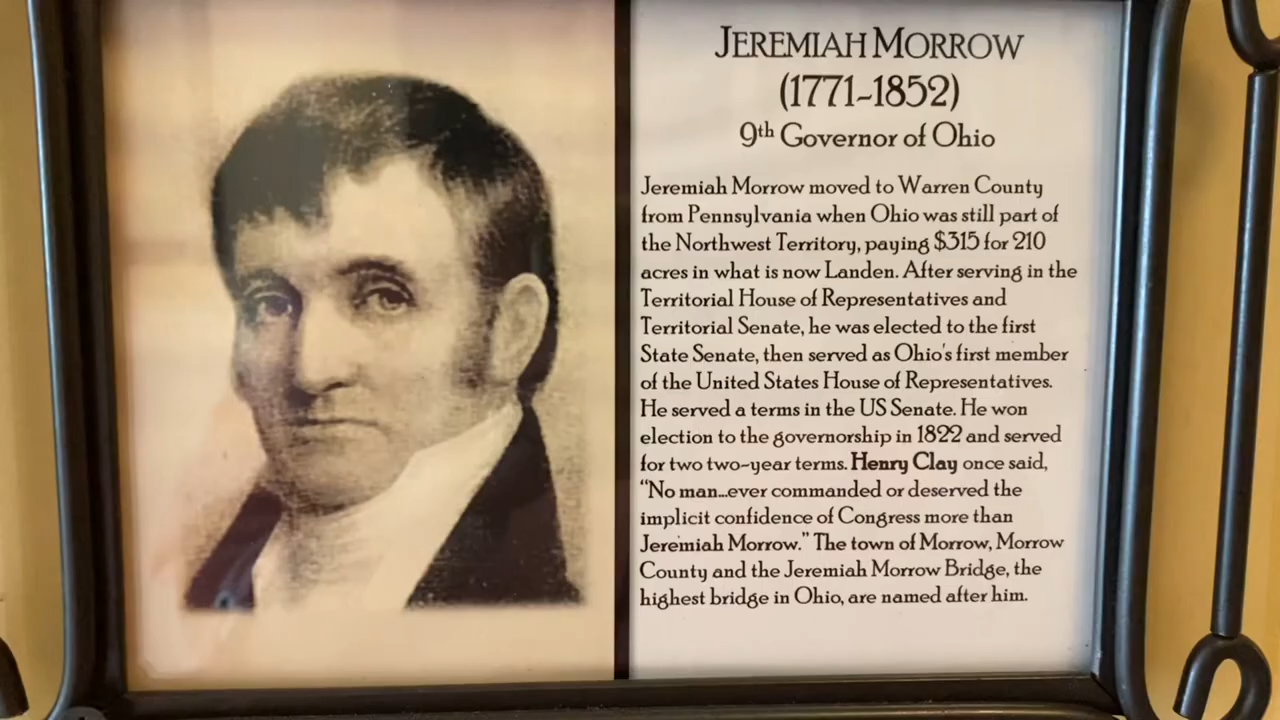 JEREMIAH MORROW
(1771-1852)
9th Governor of Ohio
Jeremiah Morrow moved to Warren County
from Pennsylvania when Ohio was still part of
the Northwest Territory, paying $315 for 210
acres in what is now Landen. After serving in the
Territorial House of Representatives and
Territorial Senate, he was elected to the first
State Senate, then served as Ohio's first member
of the United States House of Representatives.
He served a terms in the US Senate. He won
election to the governorship in 1822 and served
for two two-year terms. Henry Clay once said,
“No man...ever commanded or deserved the
implicit confidence of Congress more than
Jeremiah Morrow.” The town of Morrow, Morrow
County and the Jeremiah Morrow Bridge, the
highest bridge in Ohio, are named after him.